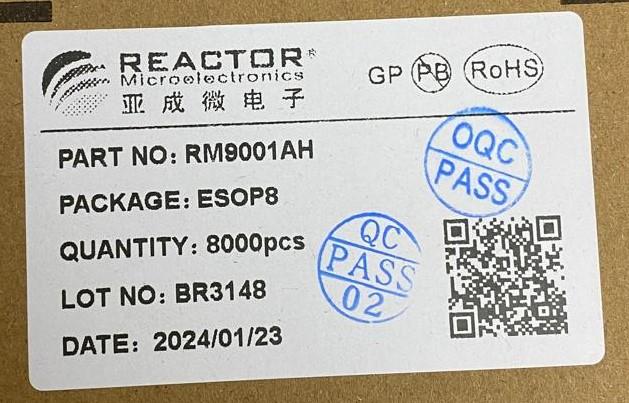 REACTOR®
Microelectronics
亚成微电子
GP PB RoHS
PART NO: RM9001AH
PACKAGE: ESOP8
QUANTITY: 8000pcs
LOT NO: BR3148
DATE: 2024/01/23
OQC
PASS
QC
PASS
02